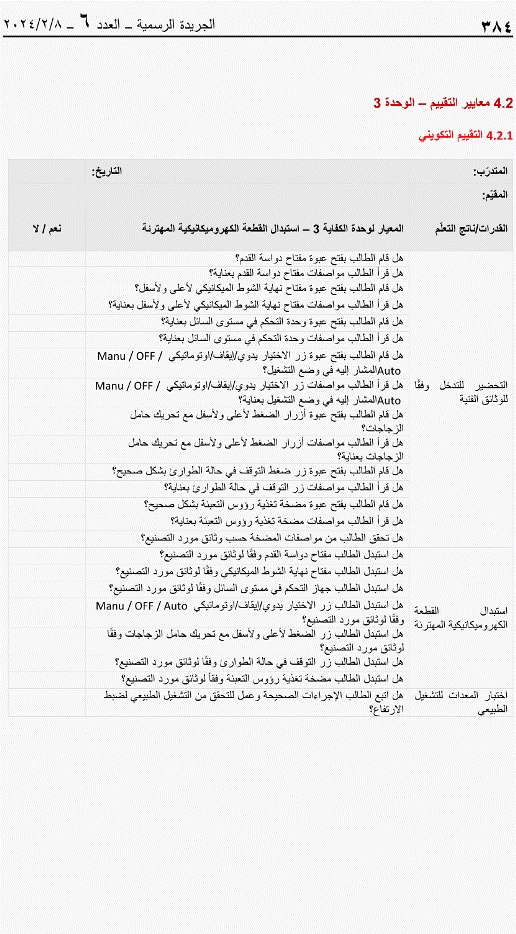 ٣٨٤
الجريدة الرسمية – العدد ٦ – ٢٠٢٤/٢/٨
4.2 معايير التقييم – الوحدة 3
4.2.1 التقييم التكويني
المتدرّب: التاريخ:
المقيّم:
القدرات/ناتج التعلّم المعيار لوحدة الكفاية 3 – استبدال القطعة الكهروميكانيكية المهترئة نعم / لا
هل قام الطالب بفتح عبوة مفتاح دواسة القدم؟
هل قرأ الطالب مواصفات مفتاح دواسة القدم بعناية؟
هل قام الطالب بفتح عبوة مفتاح نهاية الشوط الميكانيكي لأعلى ولأسفل؟
هل قرأ الطالب مواصفات مفتاح نهاية الشوط الميكانيكي لأعلى ولأسفل بعناية؟
هل قام الطالب بفتح عبوة وحدة التحكم في مستوى السائل بعناية؟
هل قرأ الطالب مواصفات وحدة التحكم في مستوى السائل بعناية؟
هل قام الطالب بفتح عبوة زر الاختيار يدوي/إيقاف/اوتوماتيكي Manu / OFF /
Auto المشار إليه في وضع التشغيل؟
التحضير للتدخل وفقًا هل قرأ الطالب مواصفات زر الاختيار يدوي/إيقاف/اوتوماتيكي Manu / OFF /
للوثائق الفنية Auto المشار إليه في وضع التشغيل بعناية؟
هل قام الطالب بفتح عبوة أزرار الضغط لأعلى ولأسفل مع تحريك حامل
الزجاجات؟
هل قرأ الطالب مواصفات أزرار الضغط لأعلى ولأسفل مع تحريك حامل
الزجاجات بعناية؟
هل قام الطالب بفتح عبوة زر ضغط التوقف في حالة الطوارئ بشكل صحيح؟
هل قرأ الطالب مواصفات زر التوقف في حالة الطوارئ بعناية؟
هل قام الطالب بفتح عبوة مضخة تغذية رؤوس التعبئة بشكل صحيح؟
هل قرأ الطالب مواصفات مضخة تغذية رؤوس التعبئة بعناية؟
هل تحقق الطالب من مواصفات المضخة حسب وثائق مورد التصنيع؟
هل استبدل الطالب مفتاح دواسة القدم وفقًا لوثائق مورد التصنيع؟
هل استبدل الطالب مفتاح نهاية الشوط الميكانيكي وفقًا لوثائق مورد التصنيع؟
هل استبدل الطالب جهاز التحكم في مستوى السائل وفقًا لوثائق مورد التصنيع؟
استبدال القطعة هل استبدل الطالب زر الاختيار يدوي/إيقاف/اوتوماتيكي Manu / OFF / Auto
الكهروميكانيكية المهترئة وفقًا لوثائق مورد التصنيع؟
هل استبدل الطالب زر الضغط لأعلى ولأسفل مع تحريك حامل الزجاجات وفقًا
لوثائق مورد التصنيع؟
هل استبدل الطالب زر التوقف في حالة الطوارئ وفقًا لوثائق مورد التصنيع؟
هل استبدل الطالب مضخة تغذية رؤوس التعبئة وفقاً لوثائق مورد التصنيع؟
اختبار المعدات للتشغيل هل اتبع الطالب الإجراءات الصحيحة وعمل للتحقق من التشغيل الطبيعي لضبط
الطبيعي الارتفاع؟